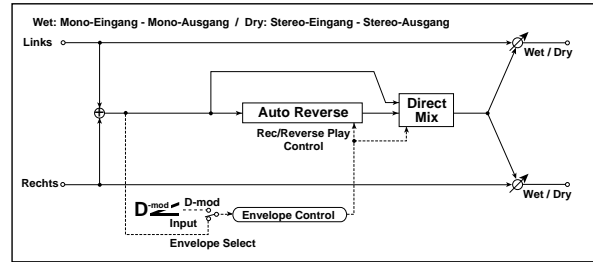 Wet: Mono-Eingang - Mono-Ausgang / Dry: Stereo-Eingang - Stereo-Ausgang
Links
Wet / Dry
Auto Reverse
Direct
Mix
Rec/Reverse Play
Control
Rechts
Wet / Dry
D-mod
D-mod
Input
Envelope Control
Envelope Select